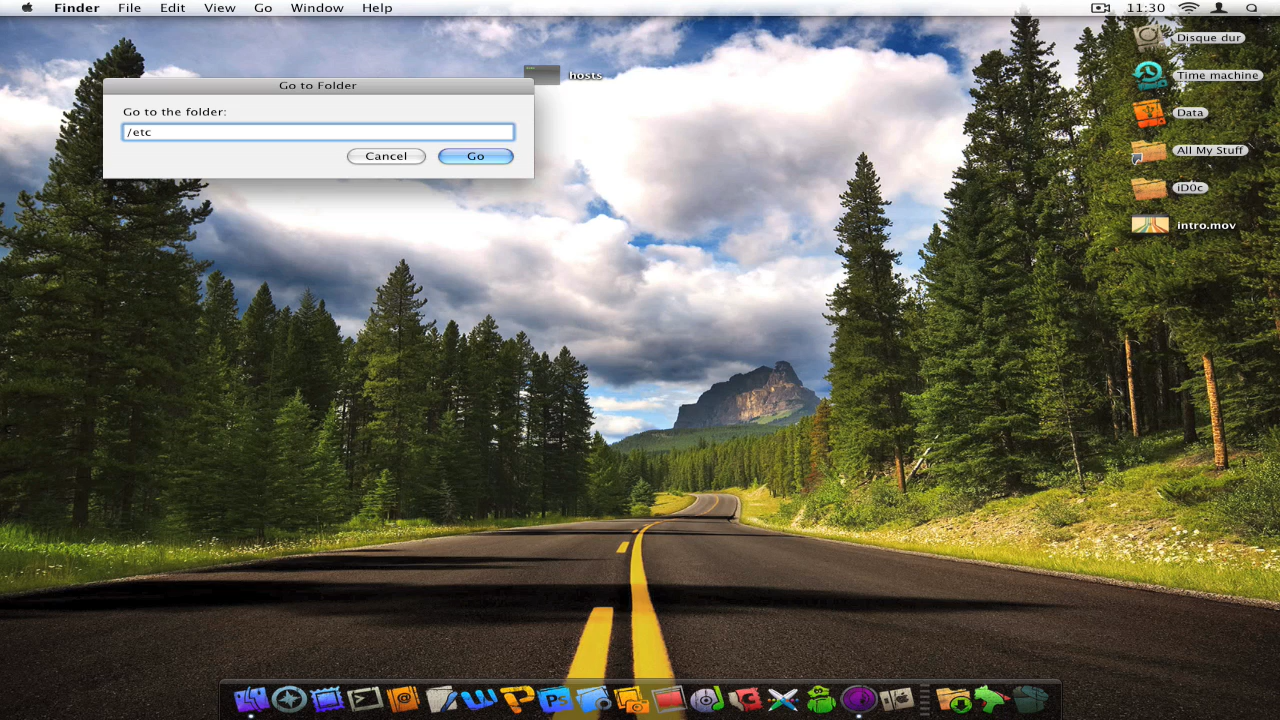 Finder File Edit View Go Window Help 11:30
Disque dur
hosts
Time machine
Go to Folder
Go to the folder:
Data
/etc
Cancel Go
All My Stuff
iD0c
intro.mov